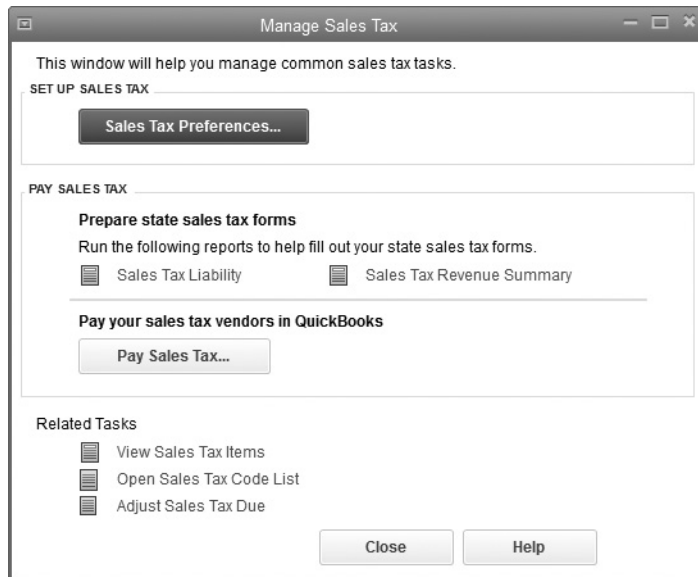 Manage Sales Tax
This window will help you manage common sales tax tasks.
SET UP SALES TAX
Sales Tax Preferences...
PAY SALES TAX
Prepare state sales tax forms
Run the following reports to help fill out your state sales tax forms.
Sales Tax Liability Sales Tax Revenue Summary
Pay your sales tax vendors in QuickBooks
Pay Sales Tax...
Related Tasks
View Sales Tax Items
Open Sales Tax Code List
Adjust Sales Tax Due
Close Help